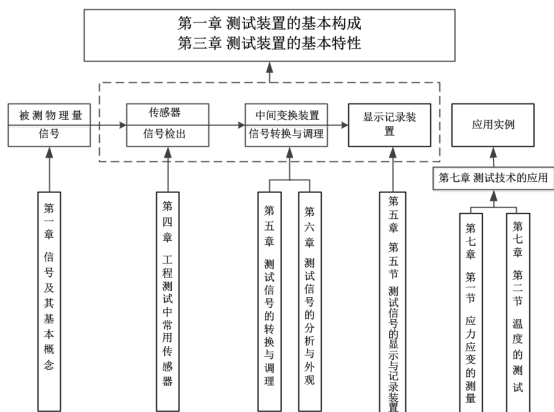 第一章 测试装置的基本构成
第三章 测试装置的基本特性
被测物理量
信号
传感器
信号检出
中间变换装置
信号转换与调理
显示记录装
置
应用实例
第七章 测试技术的应用
第一章 信号及其基本概念
第四章 工程测试中常用传感器
第五章 测试信号的转换与调理
第六章 测试信号的分析与外观
第五章 第五节 测试信号的显示与记录装置
第七章 第一节 应力应变的测量
第七章 第二节 温度的测试